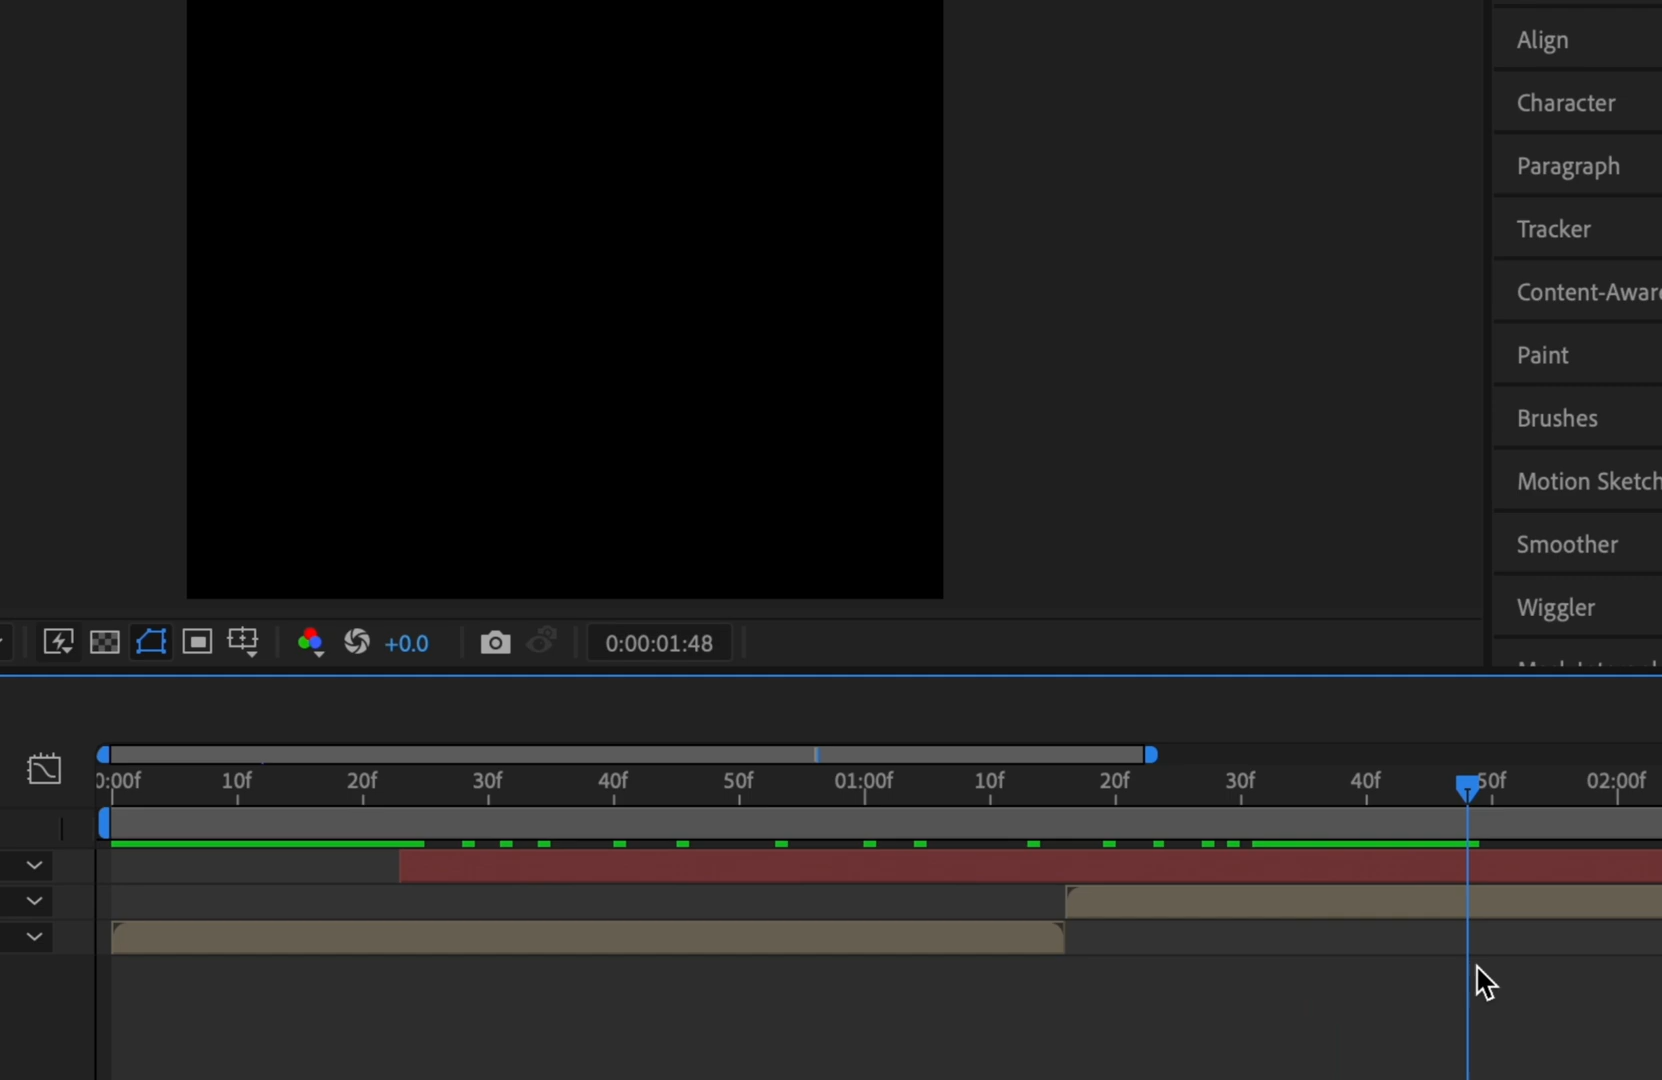 Align
Character
Paragraph
Tracker
Content-Aware
Paint
Brushes
Motion Sketch
Smoother
Wiggler
+0.0
0:00:01:48
0:00f 10f 20f 30f 40f 50f 01:00f 10f 20f 30f 40f 50f 02:00f